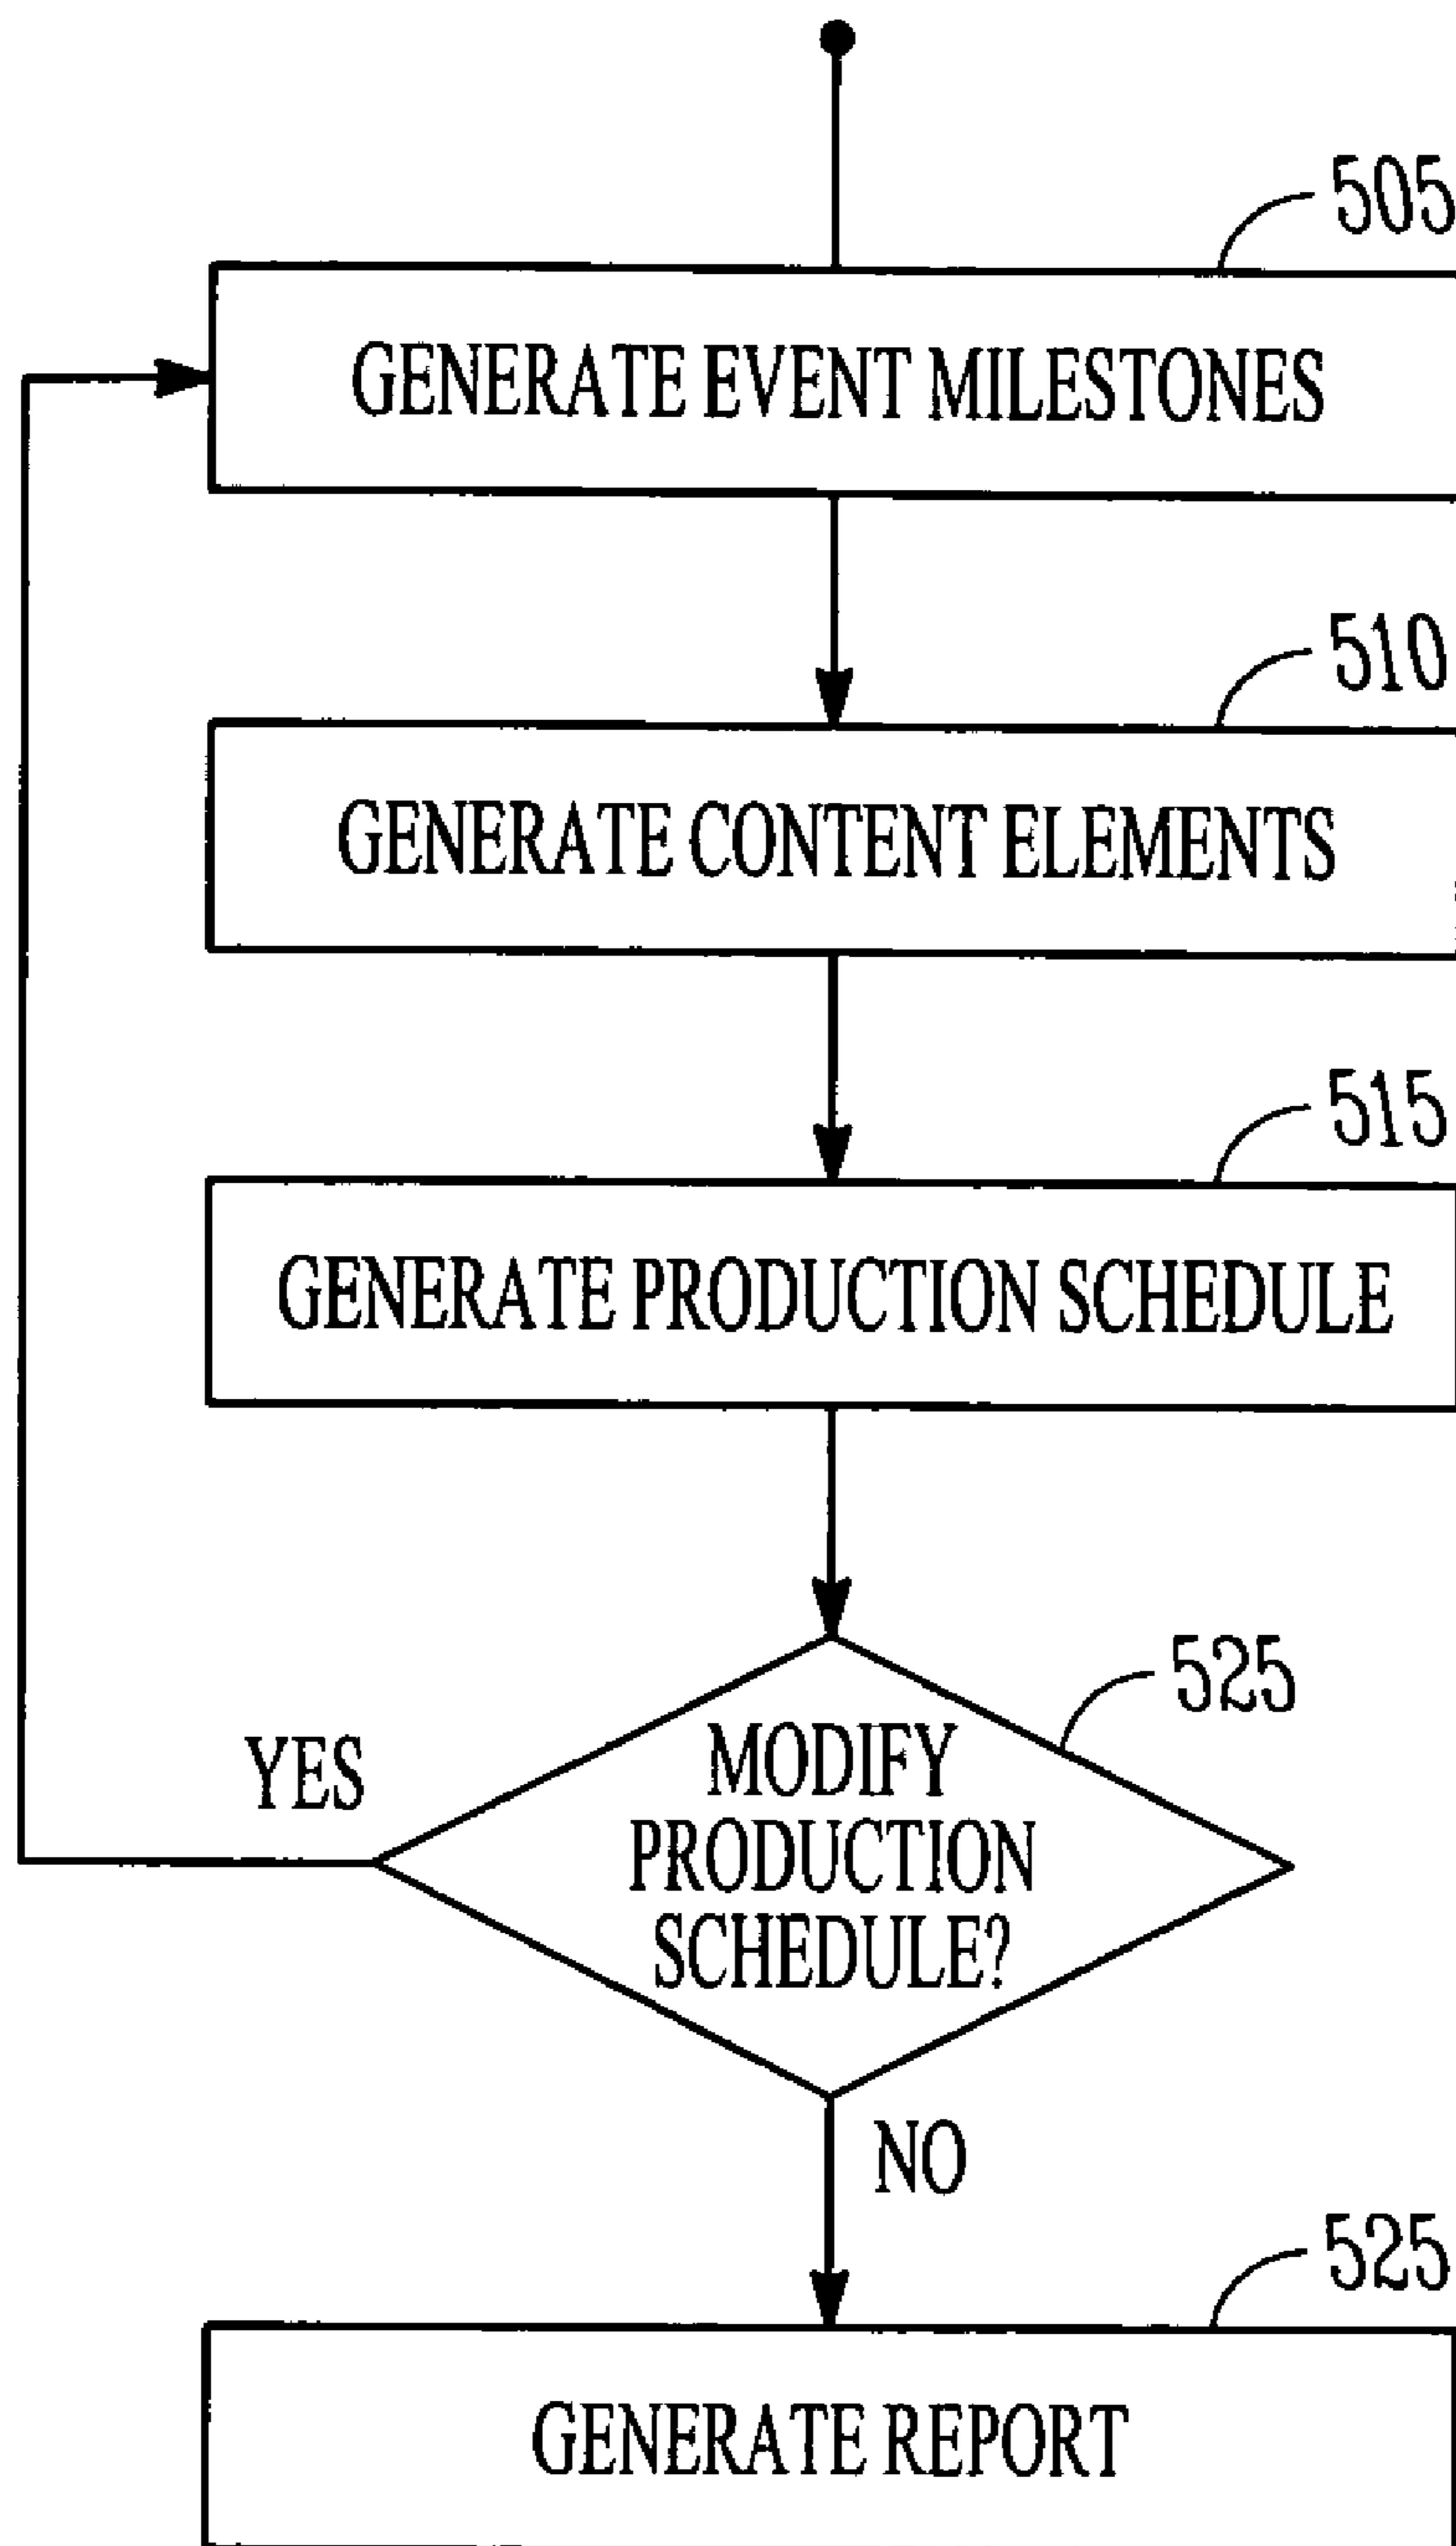 505
GENERATE EVENT MILESTONES
510
GENERATE CONTENT ELEMENTS
515
GENERATE PRODUCTION SCHEDULE
525
YES
MODIFY
PRODUCTION
SCHEDULE?
NO
525
GENERATE REPORT